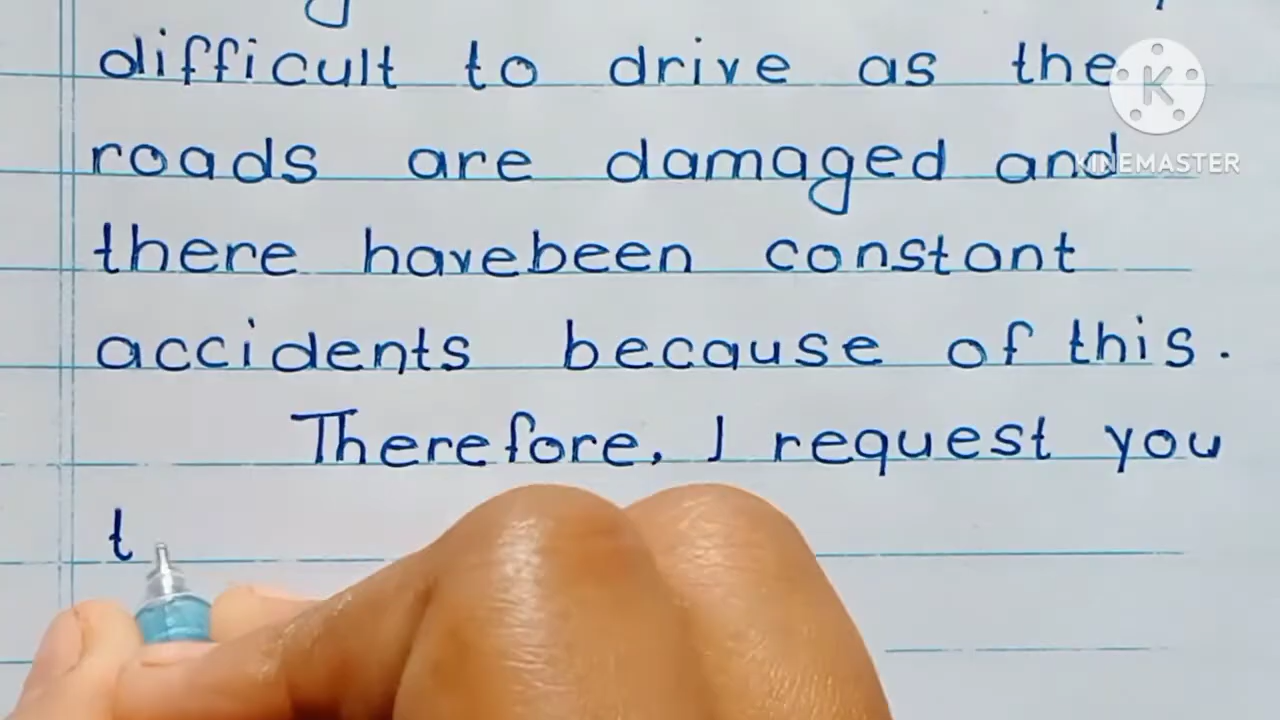 difficult to drive as the
roads are damaged and
there havebeen constant
accidents because of this.
Therefore, I request you
t
K
KINEMASTER